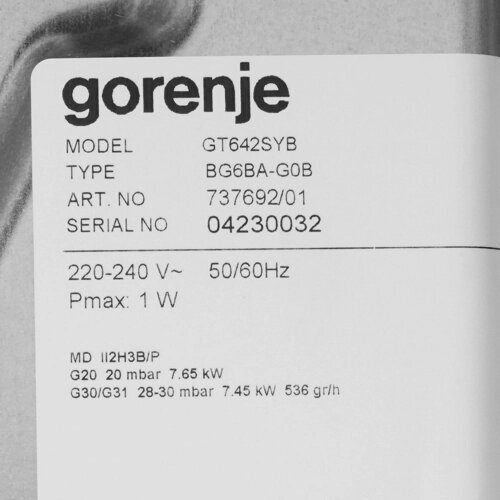 gorenje
MODEL GT642SYB
TYPE BG6BA-G0B
ART. NO 737692/01
SERIAL NO 04230032
220-240 V~ 50/60Hz
Pmax: 1 W
MD II2H3B/P
G20 20 mbar 7.65 kW
G30/G31 28-30 mbar 7.45 kW 536 gr/h